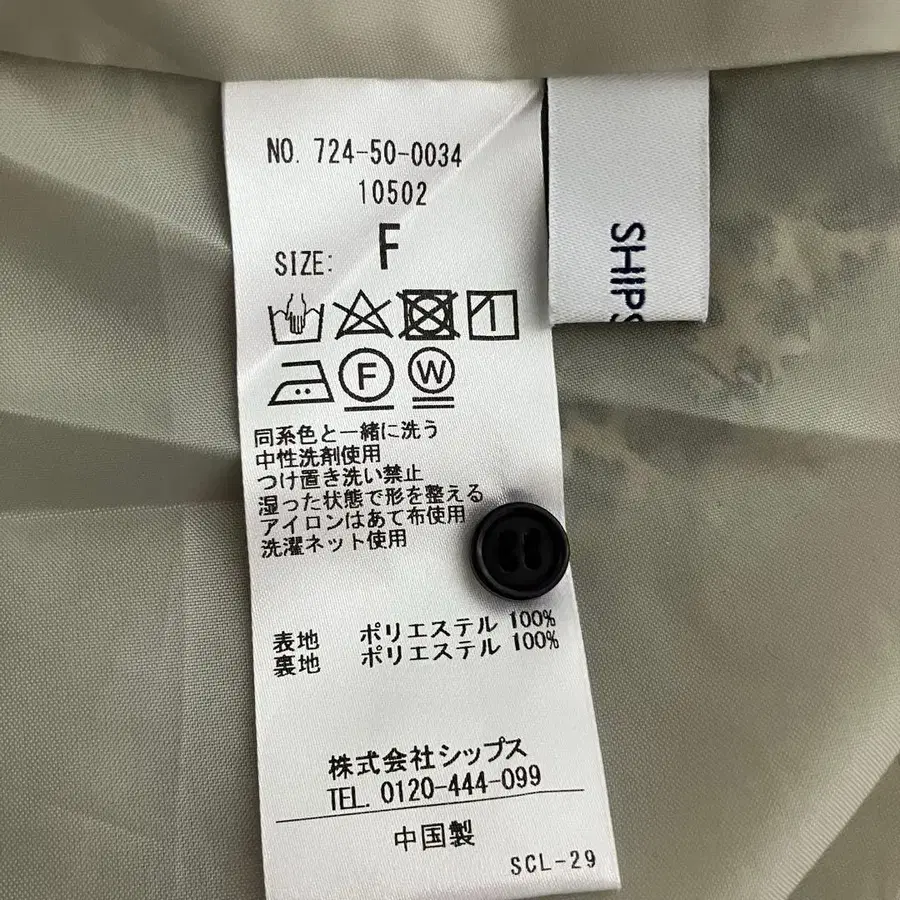 NO. 724-50-0034
10502
SIZE: F
F W
同系色と一緒に洗う
中性洗剤使用
つけ置き洗い禁止
湿った状態で形を整える
アイロンはあて布使用
洗濯ネット使用
表地 ポリエステル 100%
裏地 ポリエステル 100%
株式会社シップス
TEL. 0120-444-099
中国製
SCL-29
SHIPS